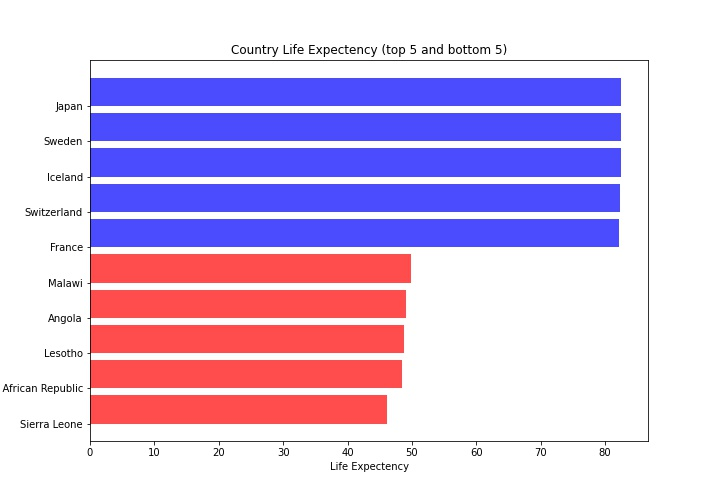 Country Life Expectency (top 5 and bottom 5)
Japan
Sweden
Iceland
Switzerland
France
Malawi
Angola
Lesotho
African Republic
Sierra Leone
0 10 20 30 40 50 60 70 80
Life Expectency